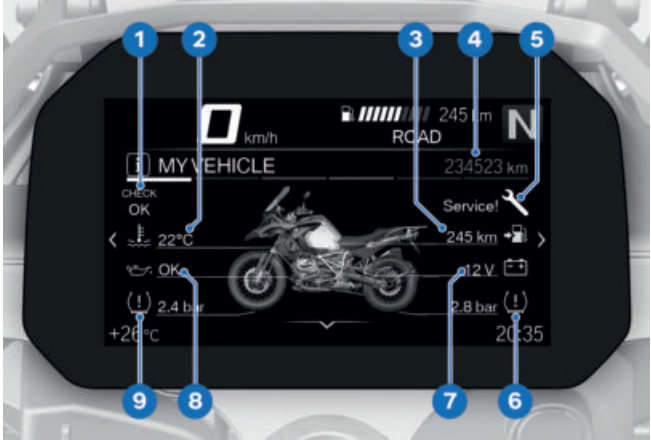 1 2 3 4 5
0 km/h 245 km N
ROAD
i MY VEHICLE 234523 km
CHECK
OK Service!
22°C 245 km
OK 12 V
2.4 bar 2.8 bar
+26°C 20:35
9 8 7 6